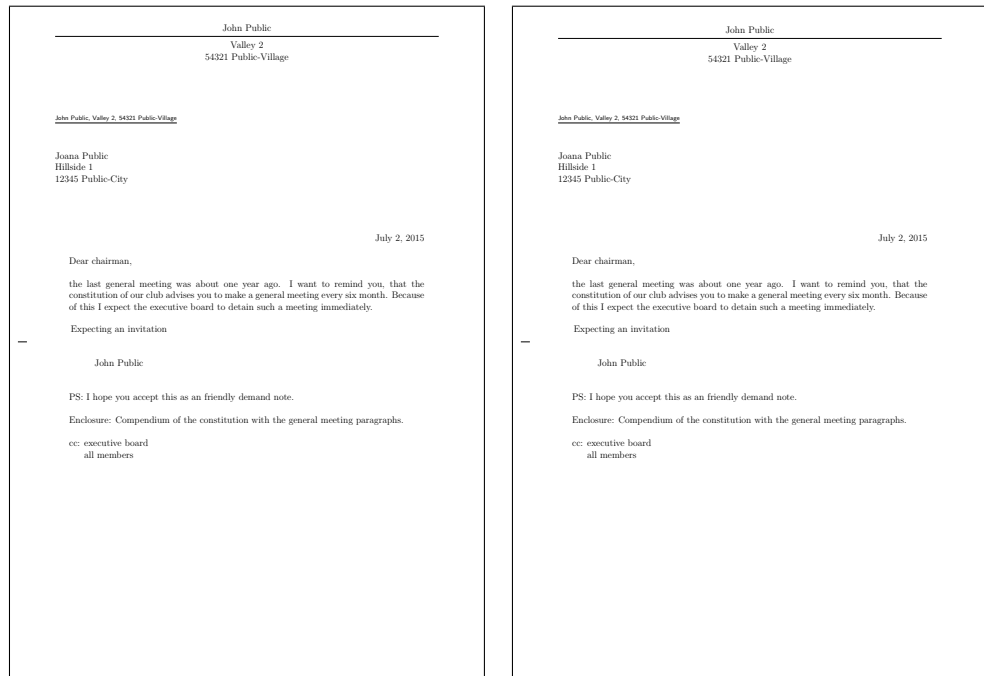 John Public
Valley 2
54321 Public-Village
John Public, Valley 2, 54321 Public-Village
Joana Public
Hillside 1
12345 Public-City
July 2, 2015
Dear chairman,
the last general meeting was about one year ago. I want to remind you, that the
constitution of our club advises you to make a general meeting every six month. Because
of this I expect the executive board to detain such a meeting immediately.
Expecting an invitation
John Public
PS: I hope you accept this as an friendly demand note.
Enclosure: Compendium of the constitution with the general meeting paragraphs.
cc: executive board
all members
John Public
Valley 2
54321 Public-Village
John Public, Valley 2, 54321 Public-Village
Joana Public
Hillside 1
12345 Public-City
July 2, 2015
Dear chairman,
the last general meeting was about one year ago. I want to remind you, that the
constitution of our club advises you to make a general meeting every six month. Because
of this I expect the executive board to detain such a meeting immediately.
Expecting an invitation
John Public
PS: I hope you accept this as an friendly demand note.
Enclosure: Compendium of the constitution with the general meeting paragraphs.
cc: executive board
all members